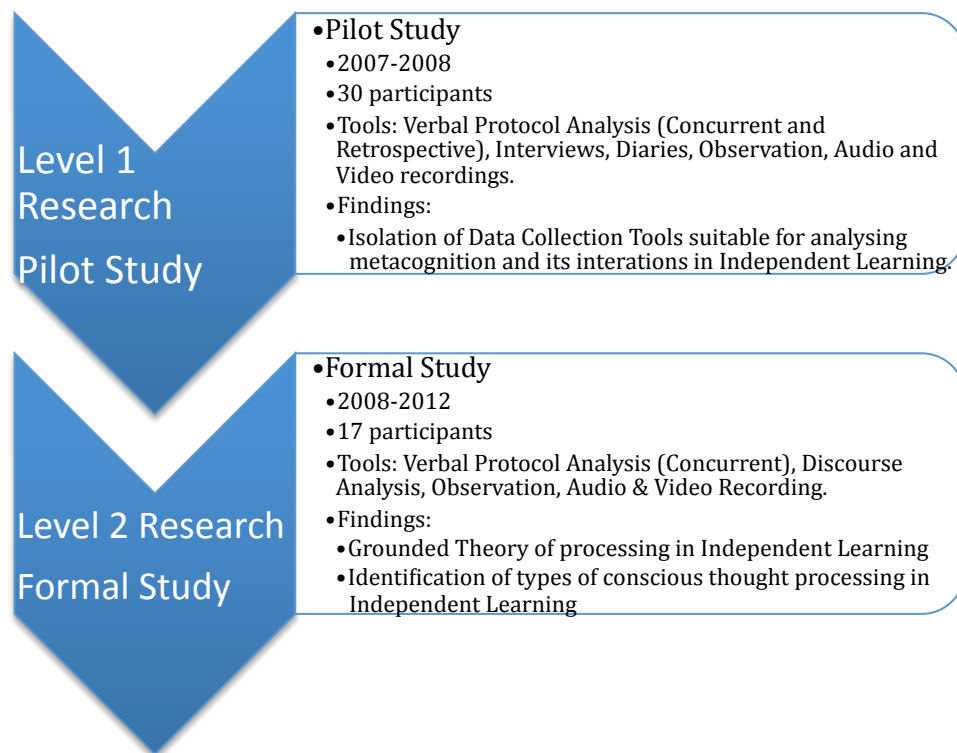 Level 1
Research
Pilot Study
•Pilot Study
•2007-2008
•30 participants
•Tools: Verbal Protocol Analysis (Concurrent and
Retrospective), Interviews, Diaries, Observation, Audio and
Video recordings.
•Findings:
•Isolation of Data Collection Tools suitable for analysing
metacognition and its interations in Independent Learning.
Level 2 Research
Formal Study
•Formal Study
•2008-2012
•17 participants
•Tools: Verbal Protocol Analysis (Concurrent), Discourse
Analysis, Observation, Audio & Video Recording.
•Findings:
•Grounded Theory of processing in Independent Learning
•Identification of types of conscious thought processing in
Independent Learning